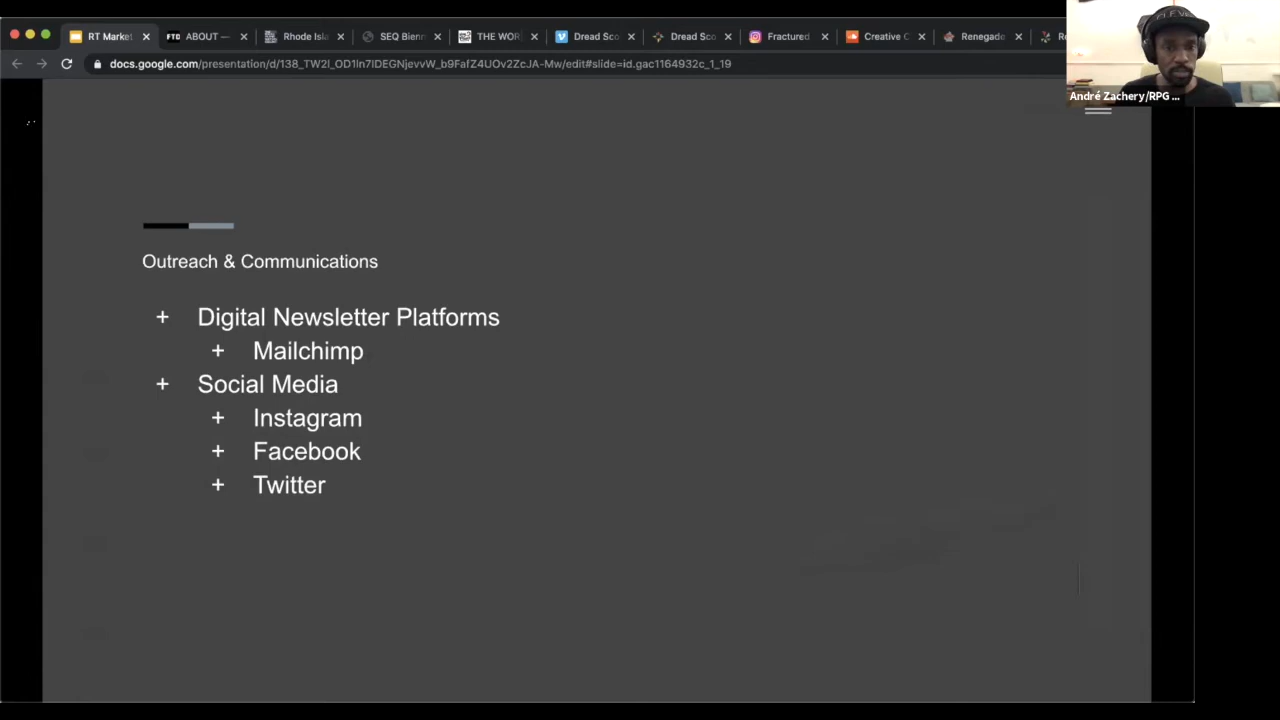 RT Market
FTD ABOUT —
Rhode Isla
SEQ Bienn
THE WOR
Dread Sco
Dread Sco
Fractured
Creative C
Renegade
docs.google.com/presentation/d/138_TW2l_OD1ln7lDEGNjevvW_b9FafZ4UOv2ZcJA-Mw/edit#slide=id.gac1164932c_1_19
André Zachery/RPG ...
Outreach & Communications
+ Digital Newsletter Platforms
+ Mailchimp
+ Social Media
+ Instagram
+ Facebook
+ Twitter